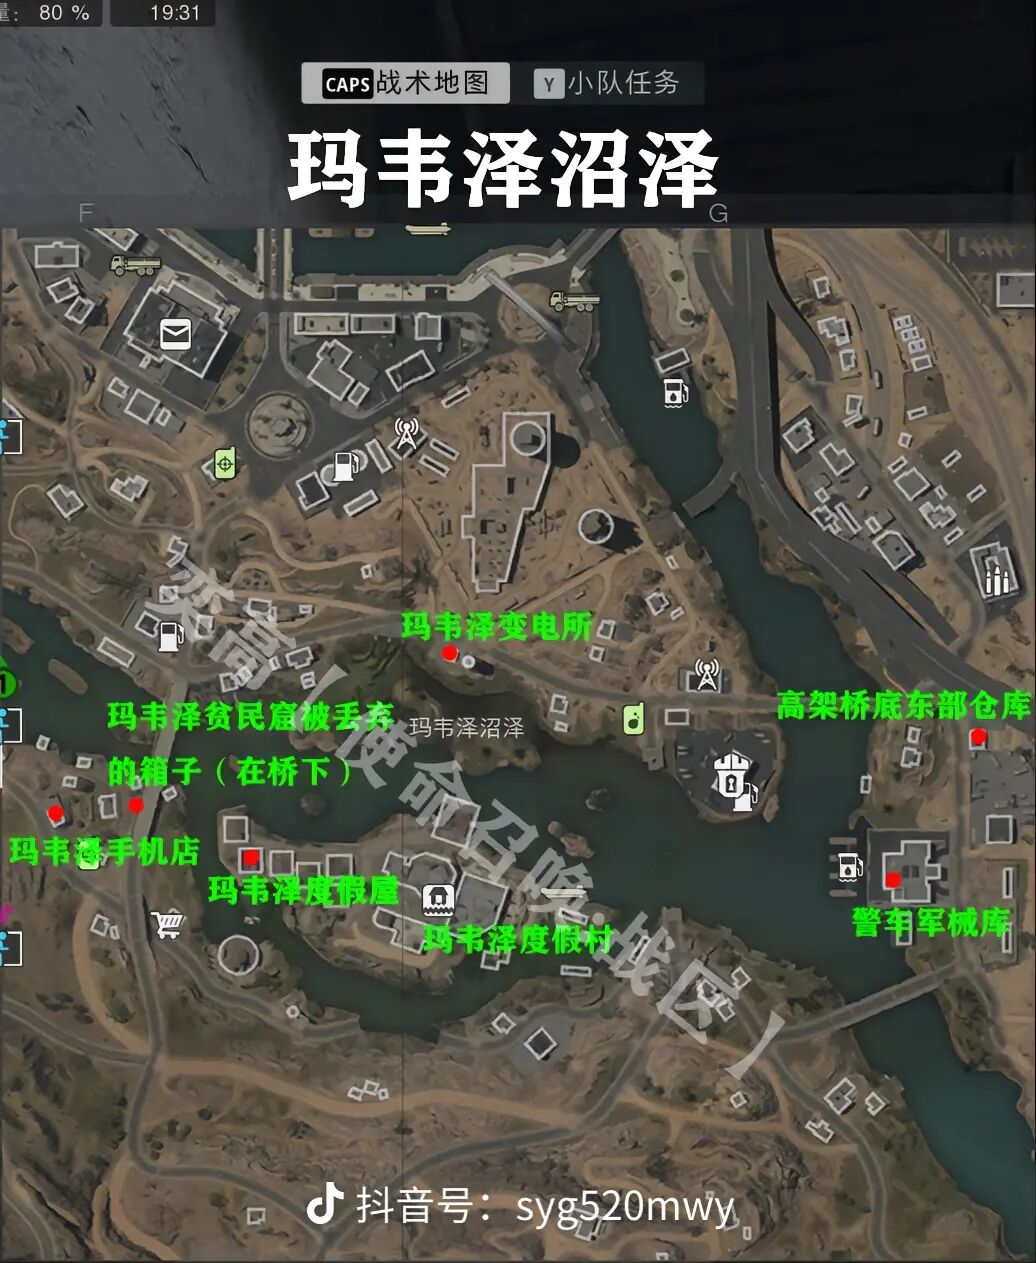 量： 80 %
19:31
CAPS 战术地图
Y 小队任务
玛韦泽沼泽
F
G
玛韦泽变电所
玛韦泽贫民窟被丢弃
的箱子（在桥下）
玛韦泽沼泽
高架桥底东部仓库
1
玛韦泽手机店
玛韦泽度假屋
玛韦泽度假村
警车军械库
奕高（使命召唤:战区）
抖音号：syg520mwy